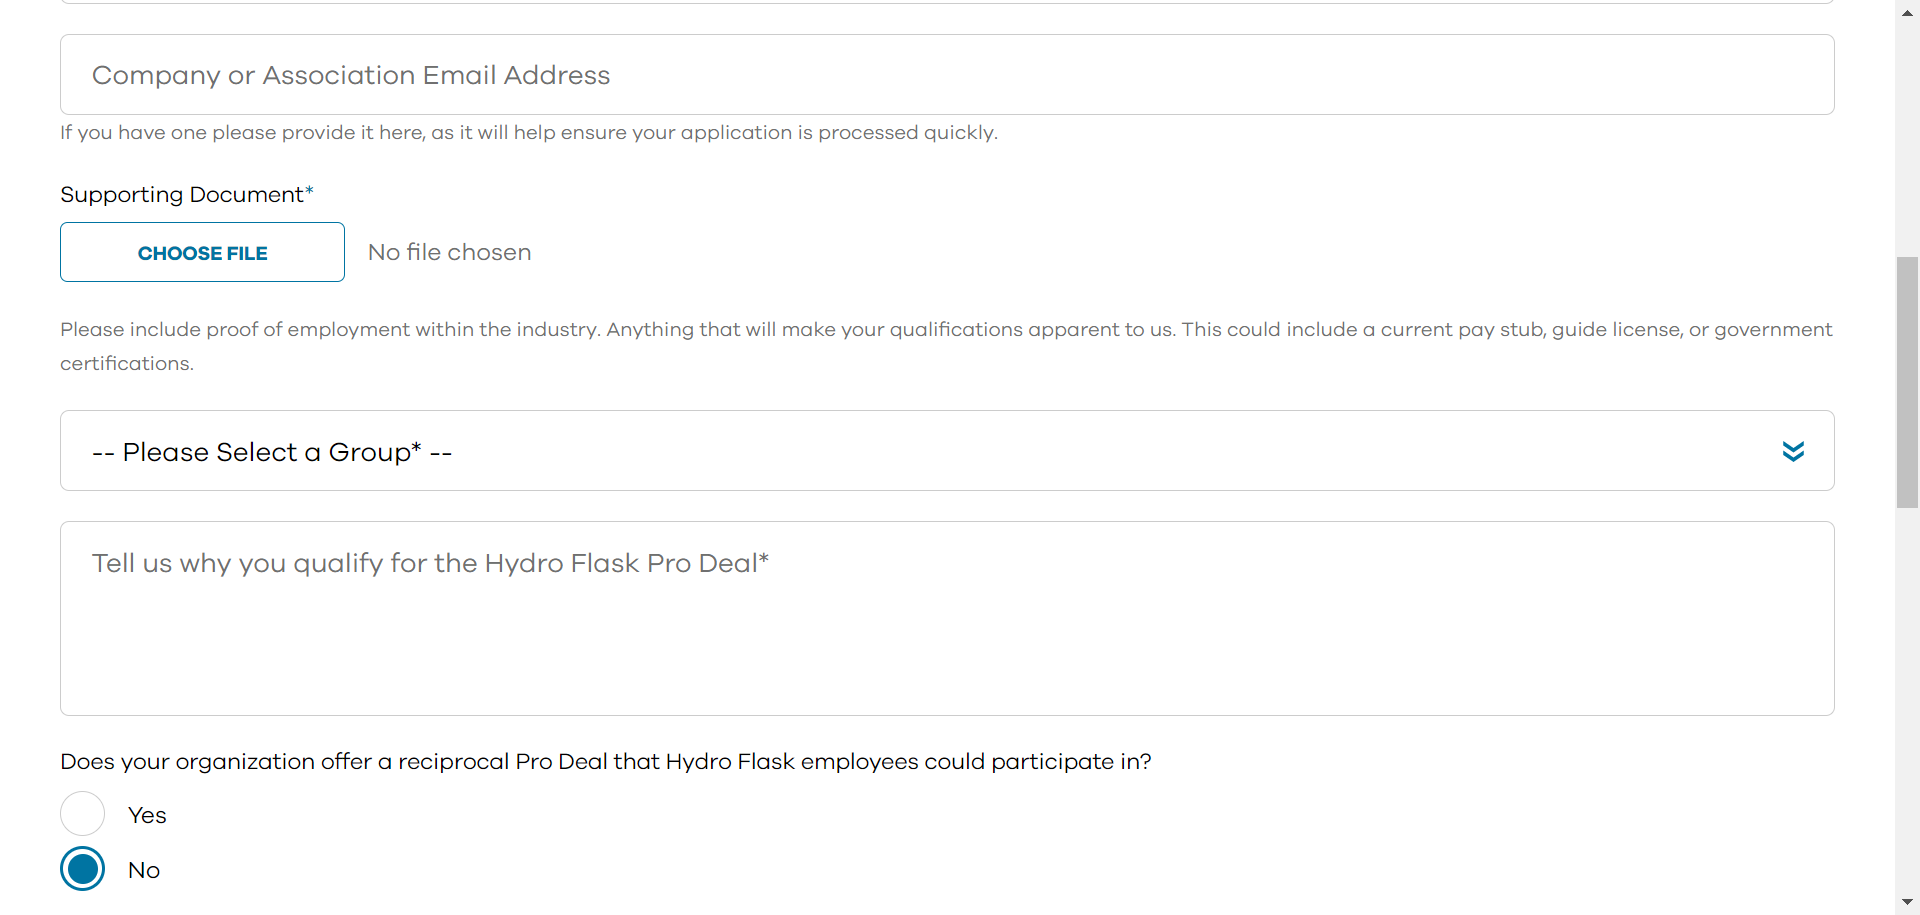 Company or Association Email Address
If you have one please provide it here, as it will help ensure your application is processed quickly.
Supporting Document*
CHOOSE FILE No file chosen
Please include proof of employment within the industry. Anything that will make your qualifications apparent to us. This could include a current pay stub, guide license, or government
certifications.
-- Please Select a Group* --
Tell us why you qualify for the Hydro Flask Pro Deal*
Does your organization offer a reciprocal Pro Deal that Hydro Flask employees could participate in?
Yes
No